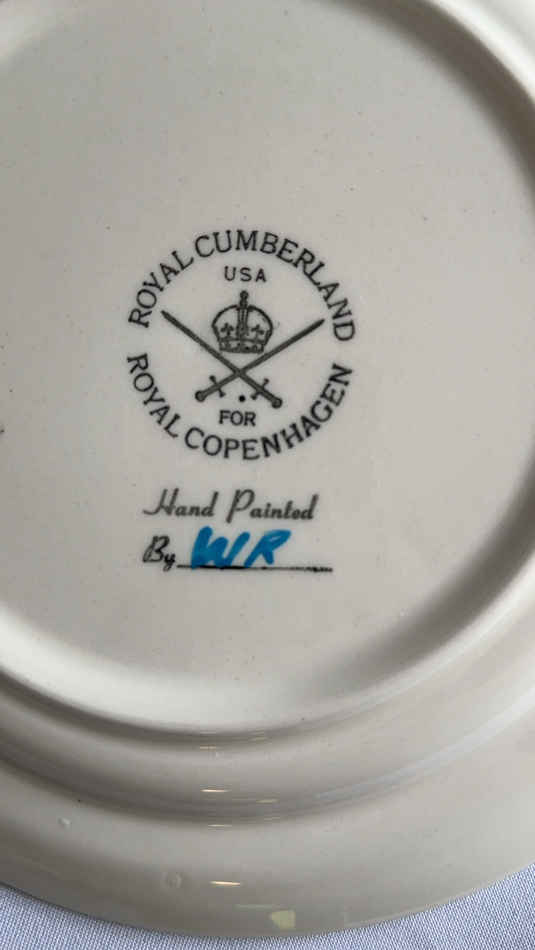 ROYAL CUMBERLAND
USA
FOR
ROYAL COPENHAGEN
Hand Painted
By WR